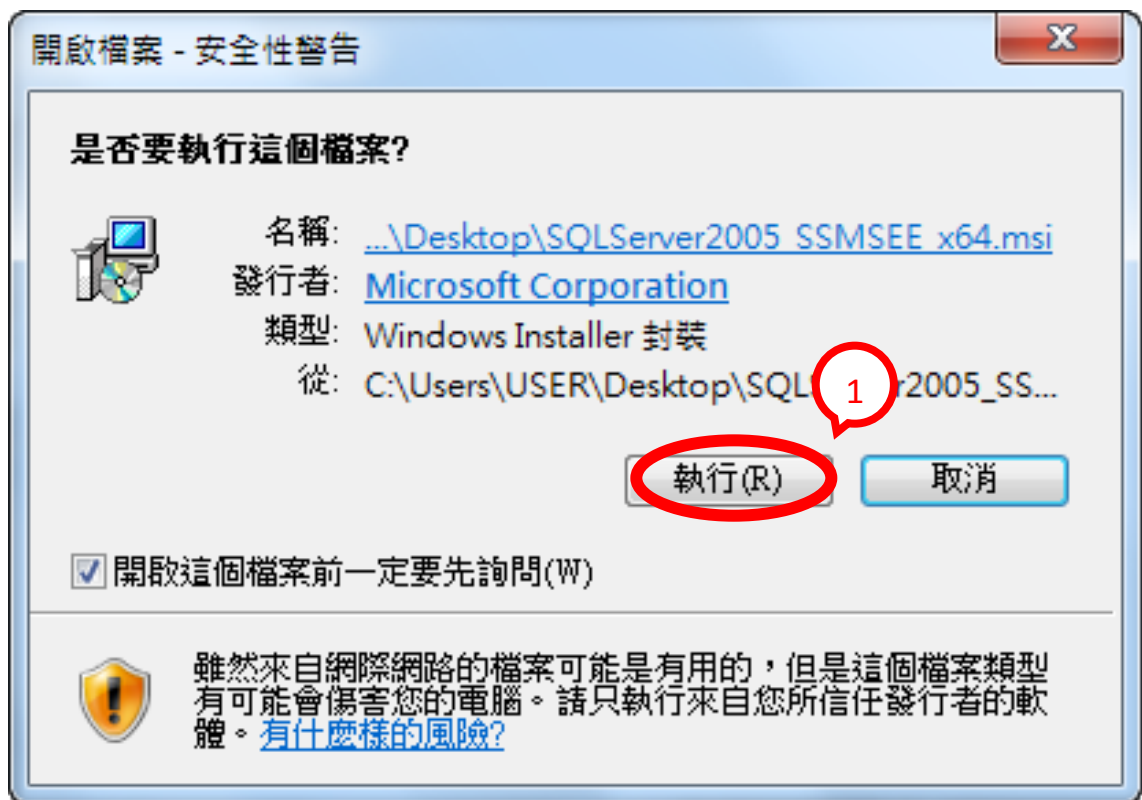 開啟檔案 - 安全性警告
是否要執行這個檔案?
名稱: ...\Desktop\SQLServer2005_SSMSEE_x64.msi
發行者: Microsoft Corporation
類型: Windows Installer 封裝
從: C:\Users\USER\Desktop\SQL r2005_SS...
1
執行(R) 取消
開啟這個檔案前一定要先詢問(W)
雖然來自網際網路的檔案可能是有用的，但是這個檔案類型
有可能會傷害您的電腦。請只執行來自您所信任發行者的軟
體。有什麼樣的風險?